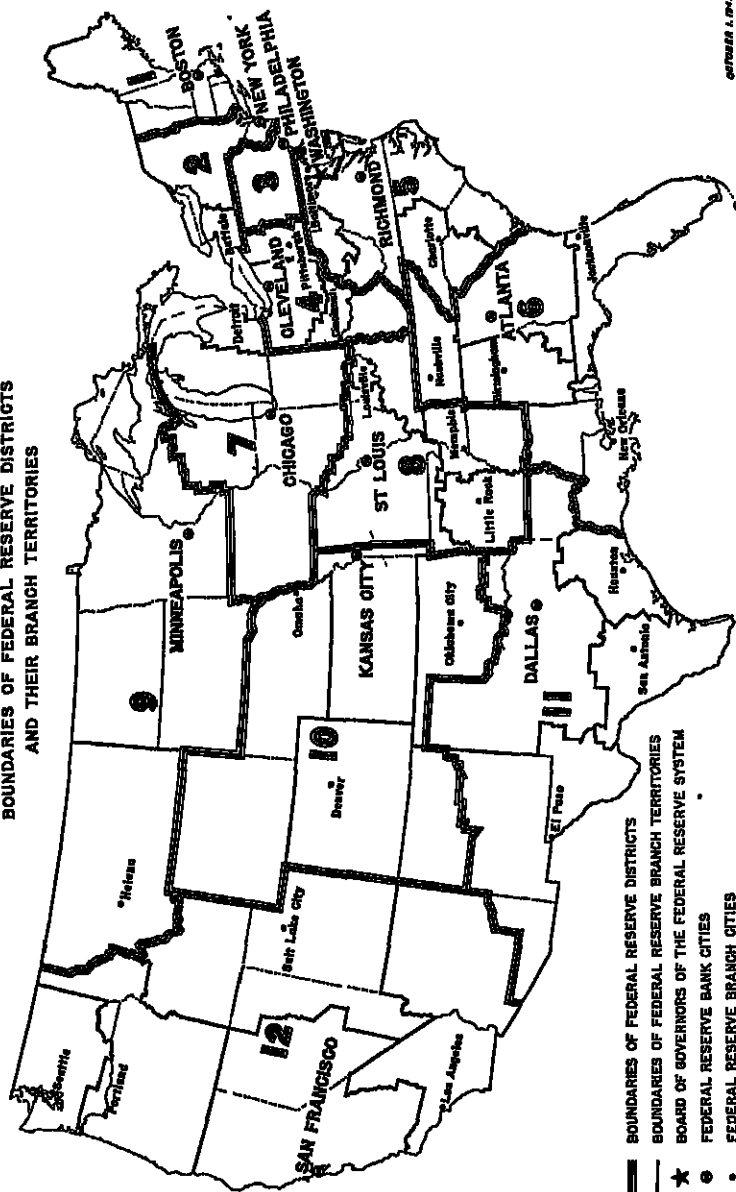 BOUNDARIES OF FEDERAL RESERVE DISTRICTS
AND THEIR BRANCH TERRITORIES
Seattle
Portland
Helena
9
MINNEAPOLIS
7
CHICAGO
Detroit
Buffalo
2
1
BOSTON
NEW YORK
PHILADELPHIA
3
WASHINGTON
CLEVELAND
Pittsburgh
4
Cincinnati
Baltimore
RICHMOND
5
Charlotte
12
SAN FRANCISCO
Salt Lake City
10
Denver
Omaha
KANSAS CITY
Oklahoma City
ST LOUIS
8
Louisville
Little Rock
Memphis
Nashville
Birmingham
ATLANTA
6
Jacksonville
New Orleans
Los Angeles
El Paso
11
DALLAS
Houston
San Antonio
BOUNDARIES OF FEDERAL RESERVE DISTRICTS
BOUNDARIES OF FEDERAL RESERVE BRANCH TERRITORIES
BOARD OF GOVERNORS OF THE FEDERAL RESERVE SYSTEM
FEDERAL RESERVE BANK CITIES
FEDERAL RESERVE BRANCH CITIES